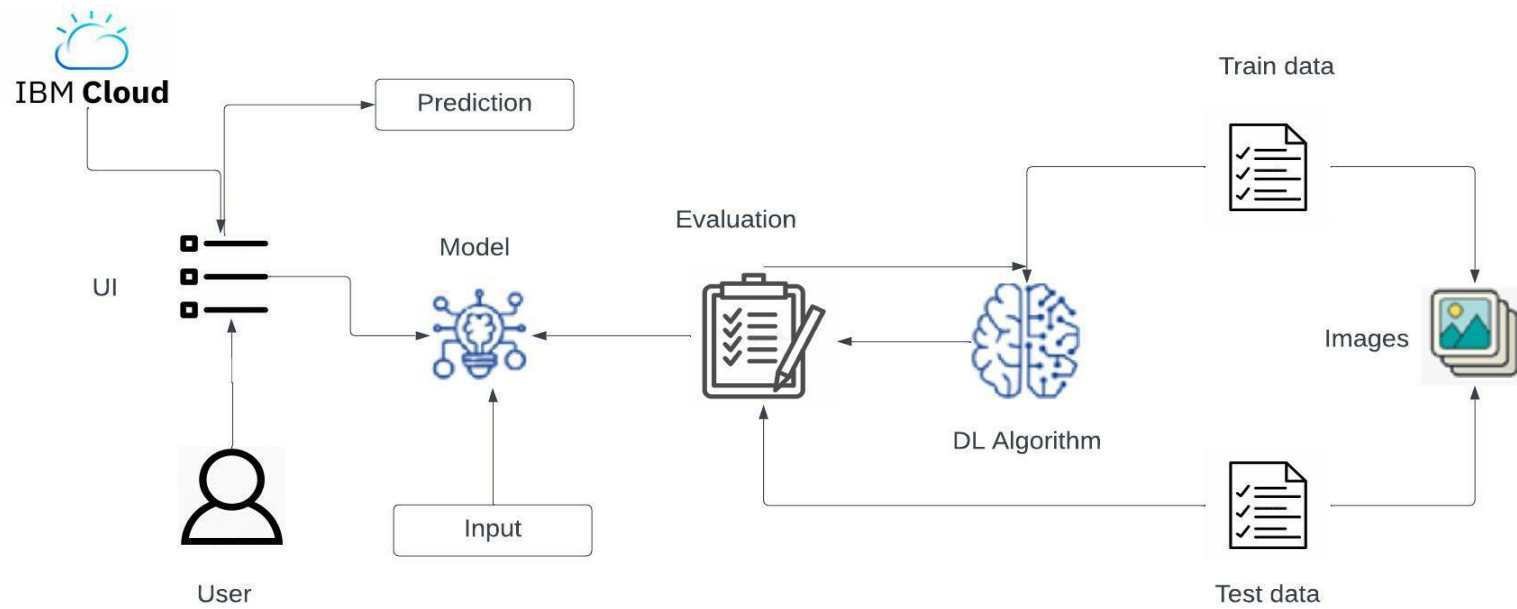 IBM Cloud
Prediction
Train data
Evaluation
Model
UI
Images
DL Algorithm
Input
User
Test data